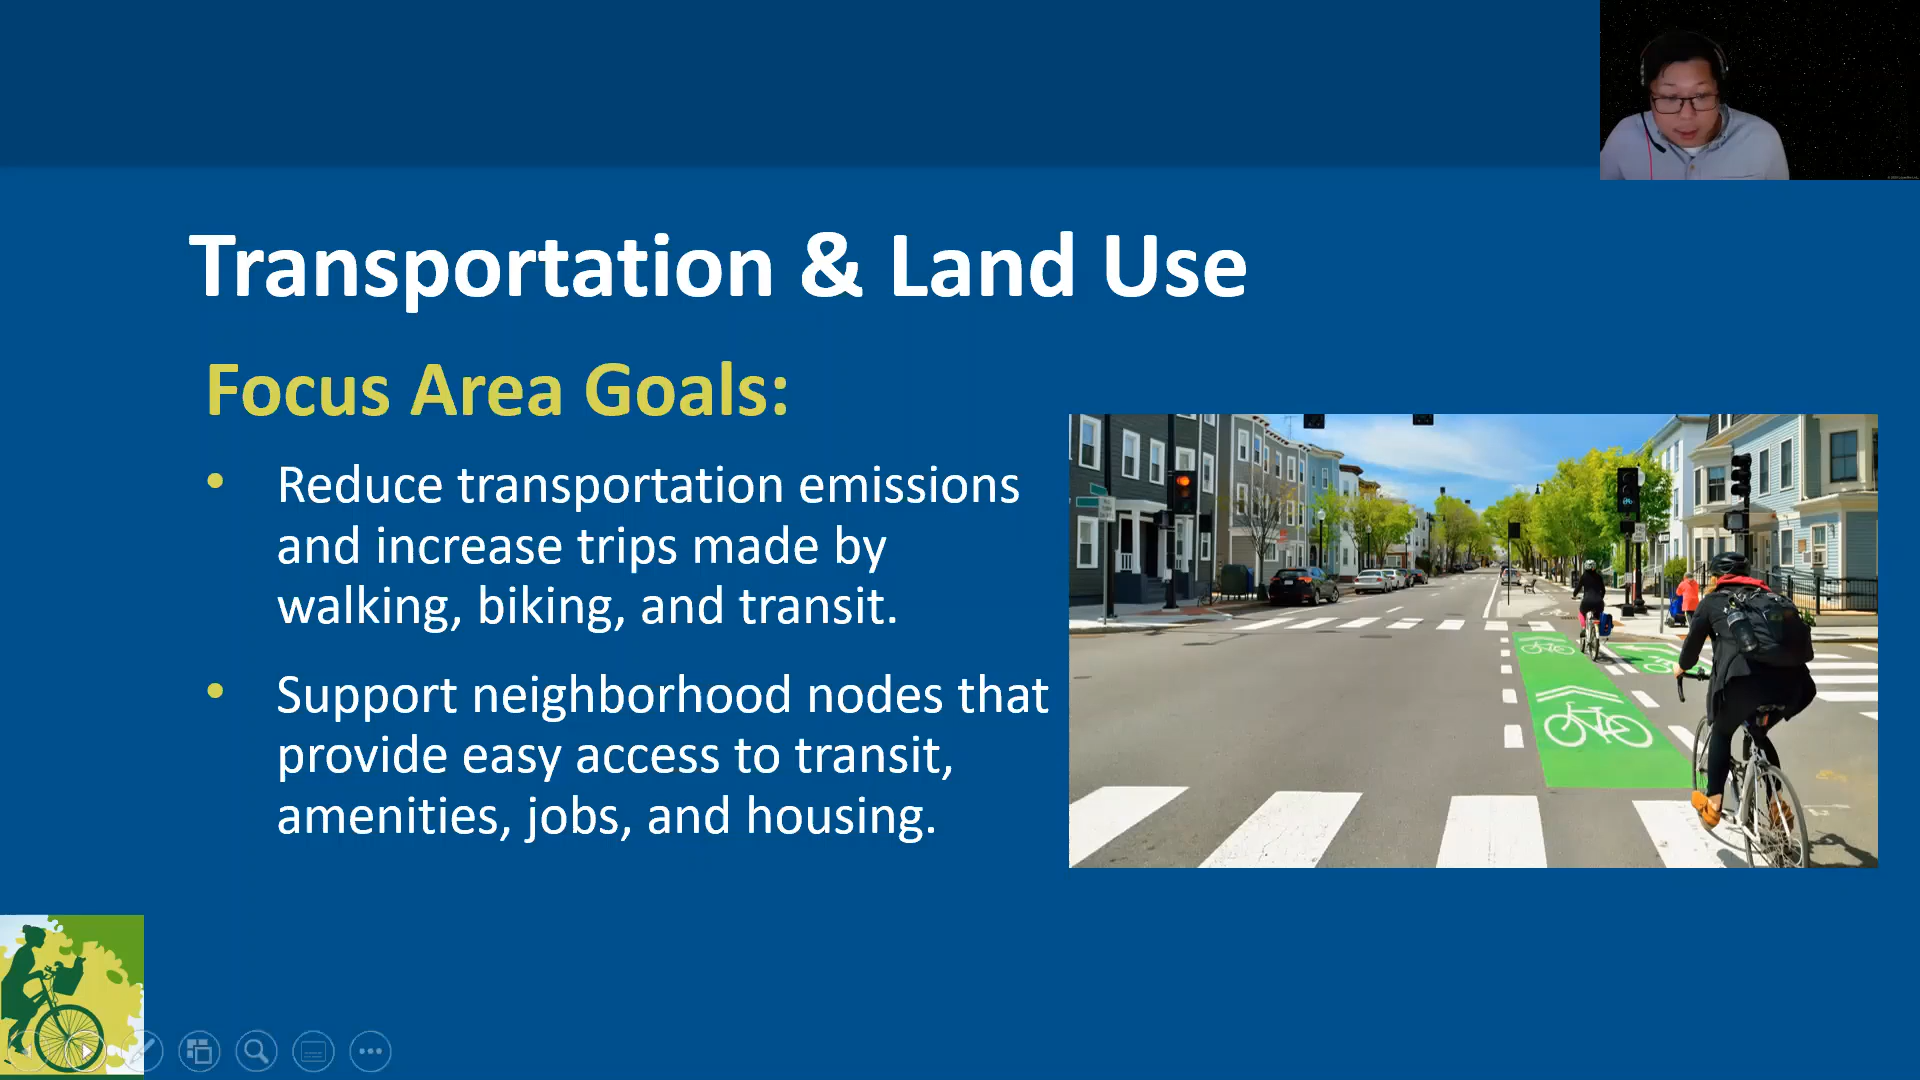 Transportation & Land Use
Focus Area Goals:
• Reduce transportation emissions
and increase trips made by
walking, biking, and transit.
• Support neighborhood nodes that
provide easy access to transit,
amenities, jobs, and housing.